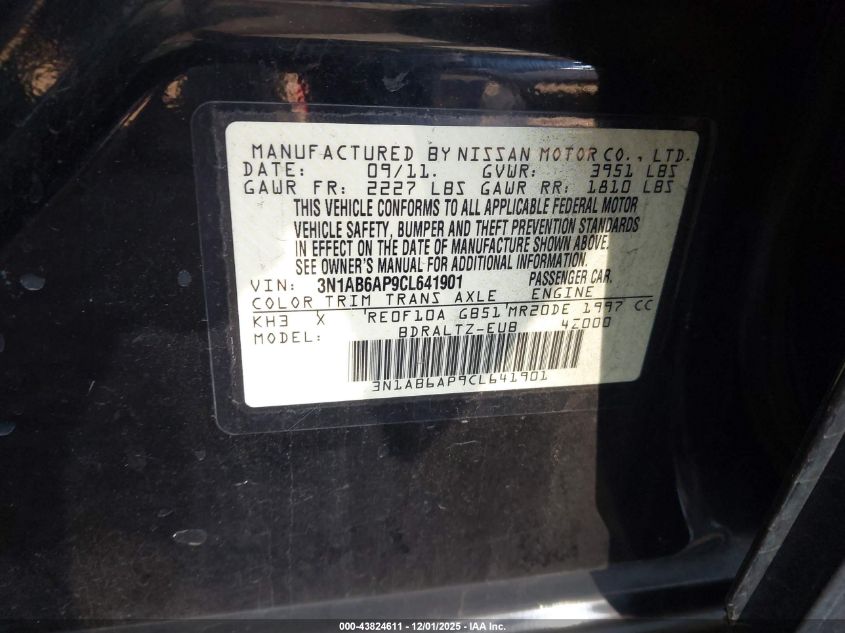 MANUFACTURED BY NISSAN MOTOR CO., LTD.
DATE: 09/11. GVWR: 3951 LBS
GAWR FR: 2227 LBS GAWR RR: 1810 LBS
THIS VEHICLE CONFORMS TO ALL APPLICABLE FEDERAL MOTOR
VEHICLE SAFETY, BUMPER AND THEFT PREVENTION STANDARDS
IN EFFECT ON THE DATE OF MANUFACTURE SHOWN ABOVE.
SEE OWNER'S MANUAL FOR ADDITIONAL INFORMATION.
VIN: 3N1AB6AP9CL641901 PASSENGER CAR.
COLOR TRIM TRANS AXLE ENGINE
KH3 X RE0F10A GB51 MR20DE 1997 CC
MODEL: BDRALTZ-EUB 4Z000
3N1AB6AP9CL641901
000-43824611 - 12/01/2025 - IAA Inc.